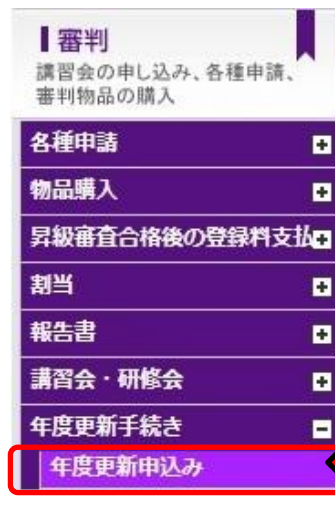 審判
講習会の申し込み、各種申請、
審判物品の購入
各種申請
物品購入
昇級審査合格後の登録料支払
割当
報告書
講習会・研修会
年度更新手続き
年度更新申込み